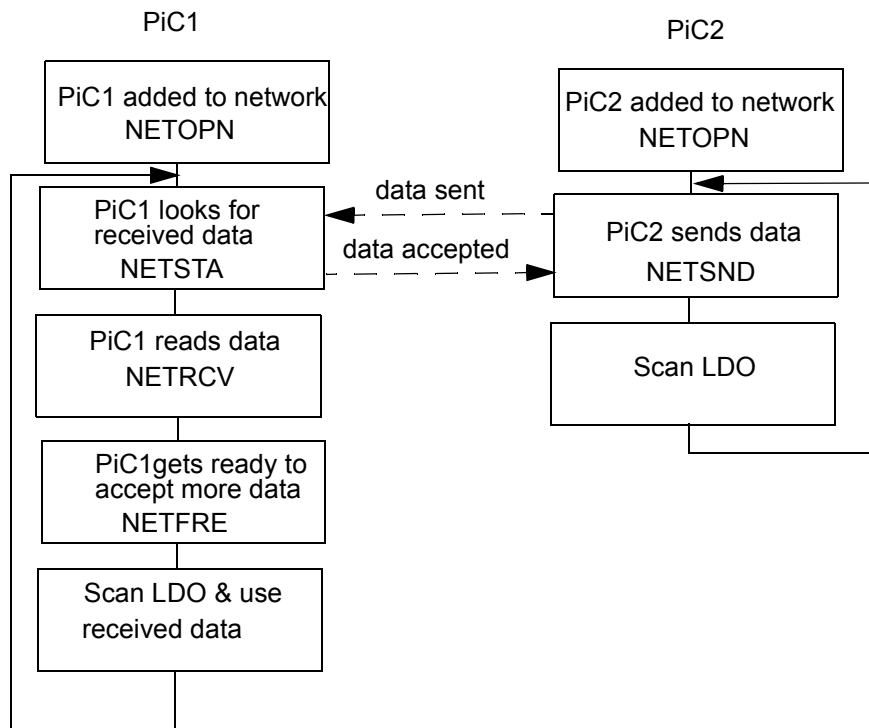 PiC1
PiC1 added to network
NETOPN
PiC1 looks for
received data
NETSTA
PiC1 reads data
NETRCV
PiC1gets ready to
accept more data
NETFRE
Scan LDO & use
received data
data sent
data accepted
PiC2
PiC2 added to network
NETOPN
PiC2 sends data
NETSND
Scan LDO